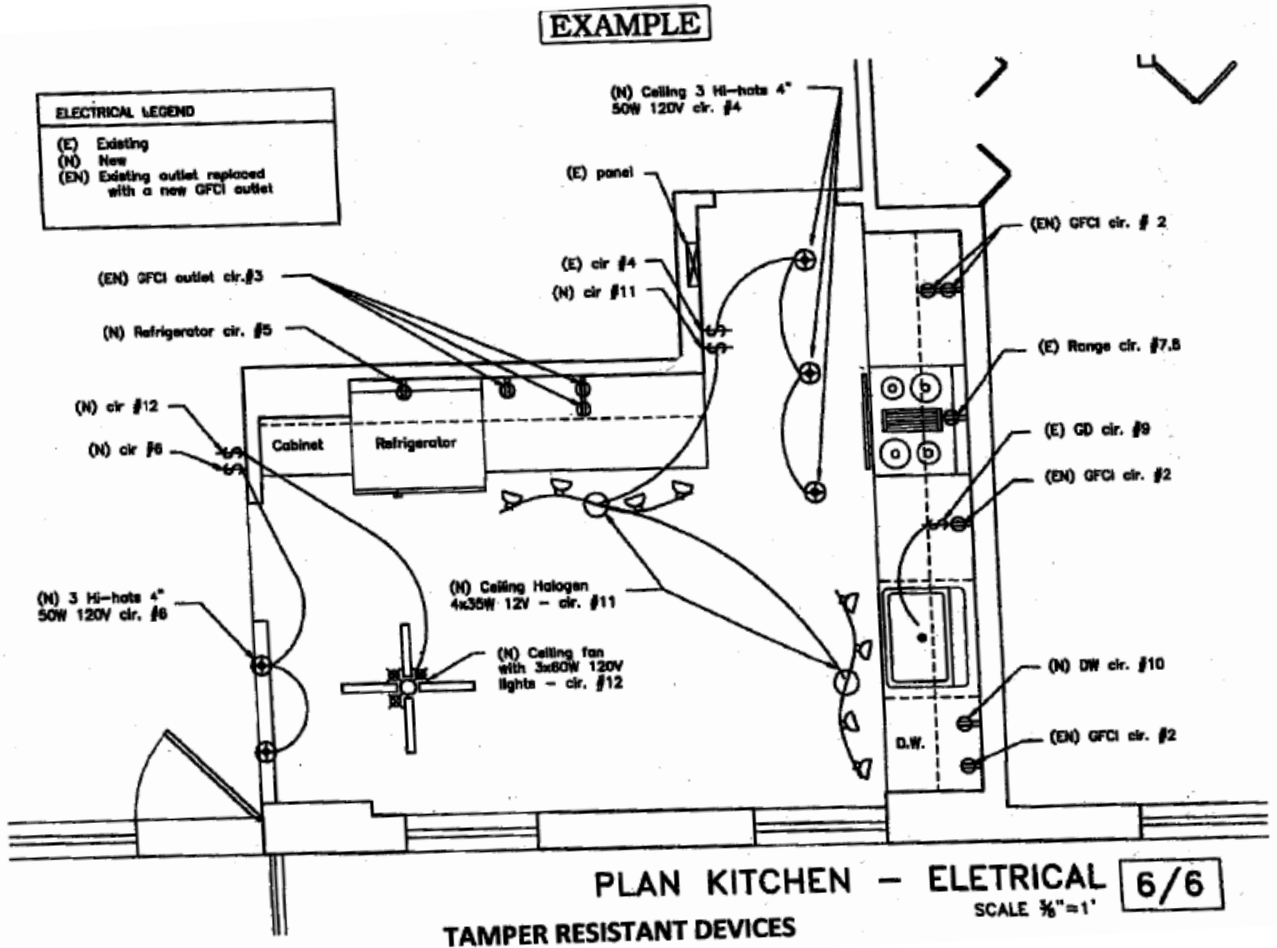 EXAMPLE
ELECTRICAL LEGEND
(E) Existing
(N) New
(EN) Existing outlet replaced
with a new GFCI outlet
(N) Ceiling 3 Hi-hats 4"
50W 120V cir. #4
(E) panel
(E) cir #4
(N) cir #11
(EN) GFCI outlet cir.#3
(N) Refrigerator cir. #5
(N) cir #12
(N) cir #6
Cabinet
Refrigerator
(EN) GFCI cir. # 2
(E) Range cir. #7,8
(E) GD cir. #9
(EN) GFCI cir. #2
(N) 3 Hi-hats 4"
50W 120V cir. #6
(N) Ceiling Halogen
4x35W 12V - cir. #11
(N) Ceiling fan
with 3x60W 120V
lights - cir. #12
(N) DW cir. #10
D.W.
(EN) GFCI cir. #2
PLAN KITCHEN - ELETRICAL
6/6
SCALE ⅜"=1'
TAMPER RESISTANT DEVICES